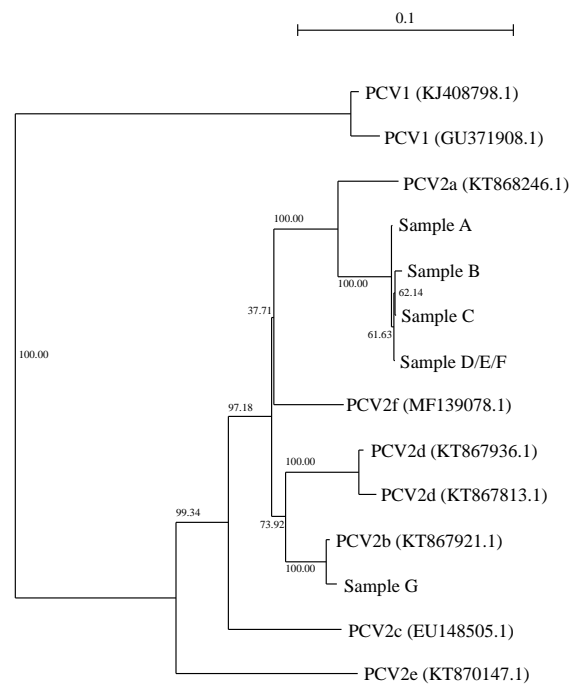 0.1
PCV1 (KJ408798.1)
PCV1 (GU371908.1)
PCV2a (KT868246.1)
100.00
Sample A
Sample B
100.00
62.14
37.71
Sample C
61.63
100.00
Sample D/E/F
PCV2f (MF139078.1)
97.18
PCV2d (KT867936.1)
100.00
PCV2d (KT867813.1)
99.34
73.92
PCV2b (KT867921.1)
100.00
Sample G
PCV2c (EU148505.1)
PCV2e (KT870147.1)